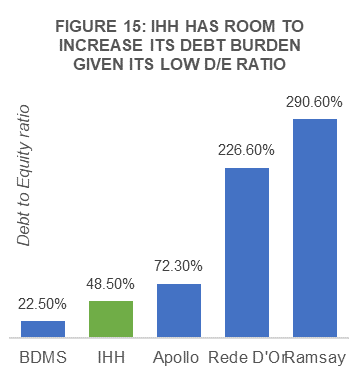 FIGURE 15: IHH HAS ROOM TO
INCREASE ITS DEBT BURDEN
GIVEN ITS LOW D/E RATIO
Debt to Equity ratio
290.60%
226.60%
72.30%
48.50%
22.50%
BDMS IHH Apollo Rede D'Or Ramsay